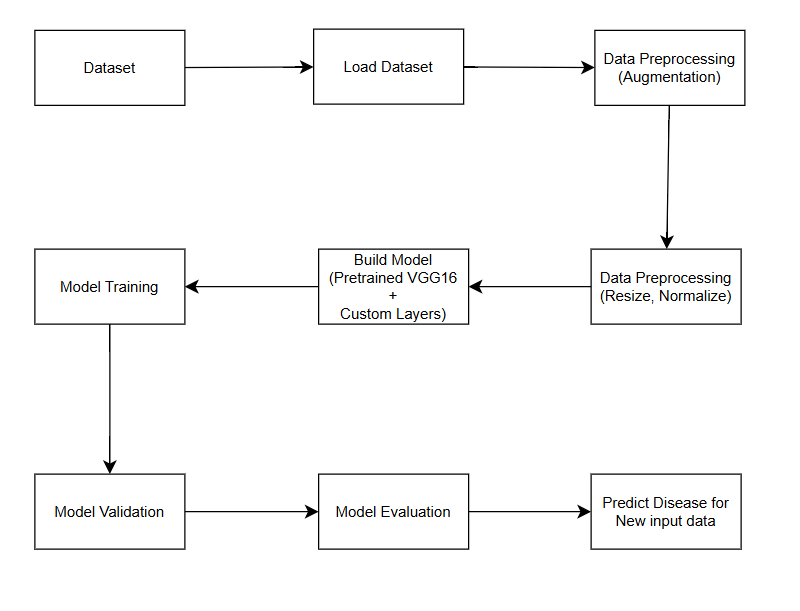 Dataset
Load Dataset
Data Preprocessing
(Augmentation)
Model Training
Build Model
(Pretrained VGG16
+
Custom Layers)
Data Preprocessing
(Resize, Normalize)
Model Validation
Model Evaluation
Predict Disease for
New input data